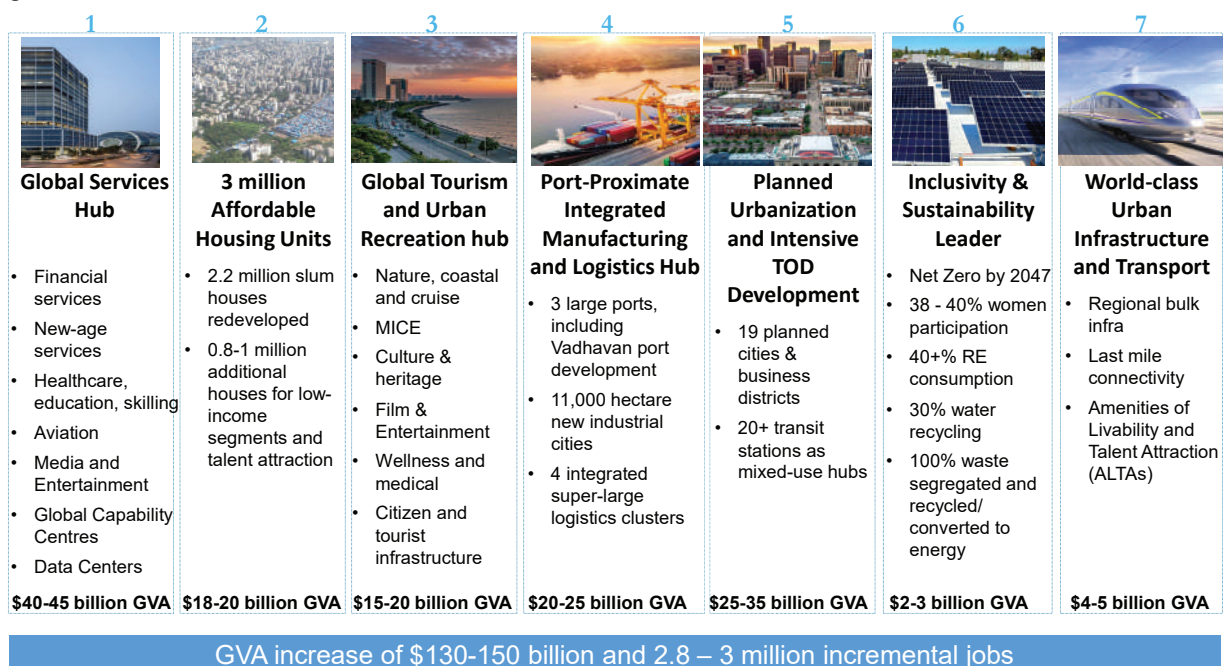 1
Global Services
Hub
• Financial
services
• New-age
services
• Healthcare,
education, skilling
• Aviation
• Media and
Entertainment
• Global Capability
Centres
• Data Centers
$40-45 billion GVA
2
3 million
Affordable
Housing Units
• 2.2 million slum
houses
redeveloped
• 0.8-1 million
additional
houses for low-
income
segments and
talent attraction
$18-20 billion GVA
3
Global Tourism
and Urban
Recreation hub
• Nature, coastal
and cruise
• MICE
• Culture &
heritage
• Film &
Entertainment
• Wellness and
medical
• Citizen and
tourist
infrastructure
$15-20 billion GVA
4
Port-Proximate
Integrated
Manufacturing
and Logistics Hub
• 3 large ports,
including
Vadhavan port
development
• 11,000 hectare
new industrial
cities
• 4 integrated
super-large
logistics clusters
$20-25 billion GVA
5
Planned
Urbanization
and Intensive
TOD
Development
• 19 planned
cities &
business
districts
• 20+ transit
stations as
mixed-use hubs
$25-35 billion GVA
6
Inclusivity &
Sustainability
Leader
• Net Zero by 2047
• 38 - 40% women
participation
• 40+% RE
consumption
• 30% water
recycling
• 100% waste
segregated and
recycled/
converted to
energy
$2-3 billion GVA
7
World-class
Urban
Infrastructure
and Transport
• Regional bulk
infra
• Last mile
connectivity
• Amenities of
Livability and
Talent Attraction
(ALTAs)
$4-5 billion GVA
GVA increase of $130-150 billion and 2.8 – 3 million incremental jobs